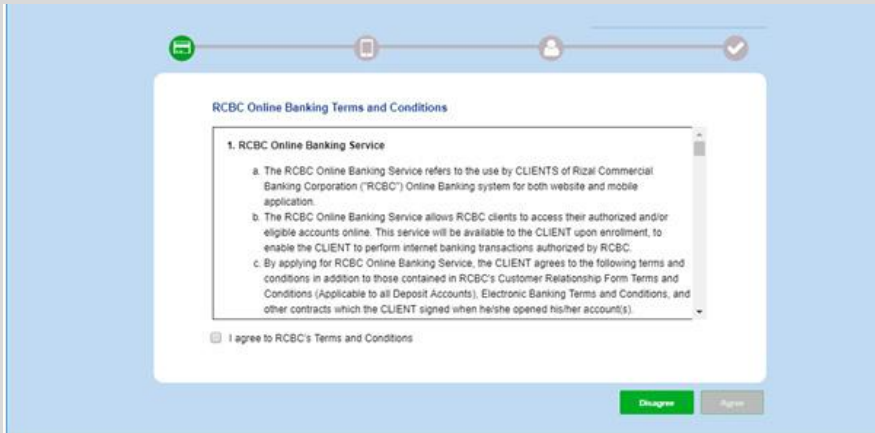 RCBC Online Banking Terms and Conditions
1. RCBC Online Banking Service
a. The RCBC Online Banking Service refers to the use by CLIENTS of Rizal Commercial
Banking Corporation ("RCBC") Online Banking system for both website and mobile
application.
b. The RCBC Online Banking Service allows RCBC clients to access their authorized and/or
eligible accounts online. This service will be available to the CLIENT upon enrollment, to
enable the CLIENT to perform internet banking transactions authorized by RCBC.
c. By applying for RCBC Online Banking Service, the CLIENT agrees to the following terms and
conditions in addition to those contained in RCBC's Customer Relationship Form Terms and
Conditions (Applicable to all Deposit Accounts), Electronic Banking Terms and Conditions, and
other contracts which the CLIENT signed when he/she opened his/her account(s).
I agree to RCBC's Terms and Conditions
Disagree Agree